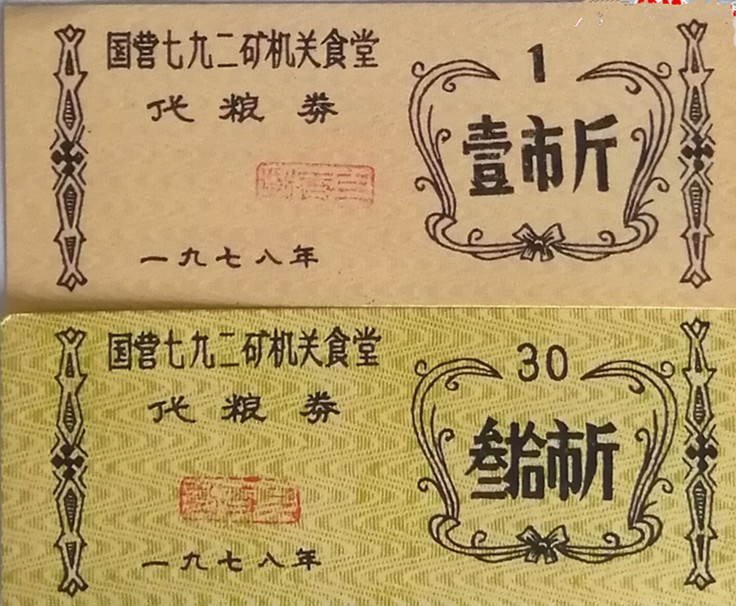 国营七九二矿机关食堂
代粮券
1
壹市斤
一九七八年
国营七九二矿机关食堂
代粮券
30
叁拾市斤
一九七八年